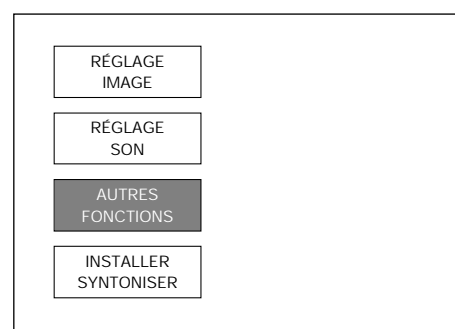 RÉGLAGE
IMAGE
RÉGLAGE
SON
AUTRES
FONCTIONS
INSTALLER
SYNTONISER